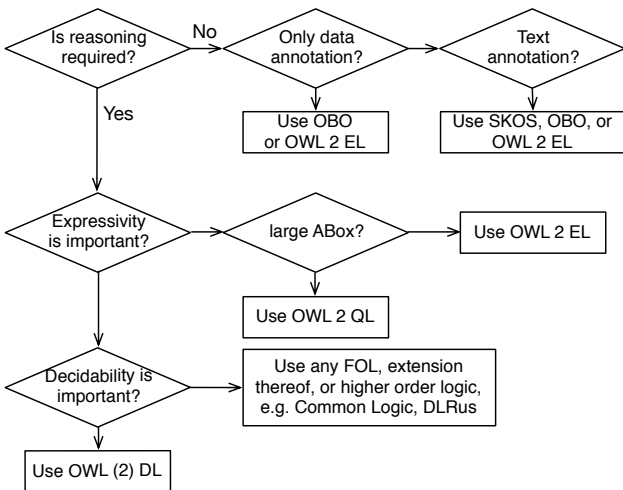 Is reasoning
required?
No
Only data
annotation?
Text
annotation?
Yes
Use OBO
or OWL 2 EL
Use SKOS, OBO, or
OWL 2 EL
Expressivity
is important?
large ABox?
Use OWL 2 EL
Use OWL 2 QL
Decidability is
important?
Use any FOL, extension
thereof, or higher order logic,
e.g. Common Logic, DLRus
Use OWL (2) DL